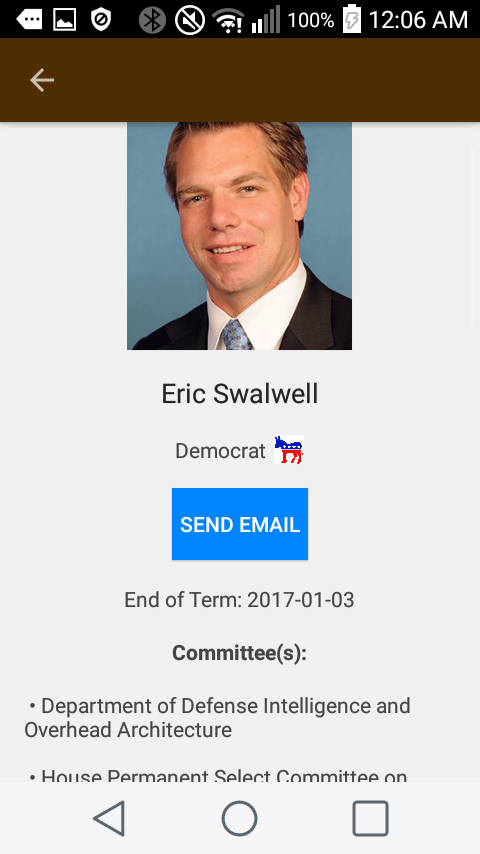 100% 12:06 AM
Eric Swalwell
Democrat
SEND EMAIL
End of Term: 2017-01-03
Committee(s):
• Department of Defense Intelligence and
Overhead Architecture
• House Permanent Select Committee on